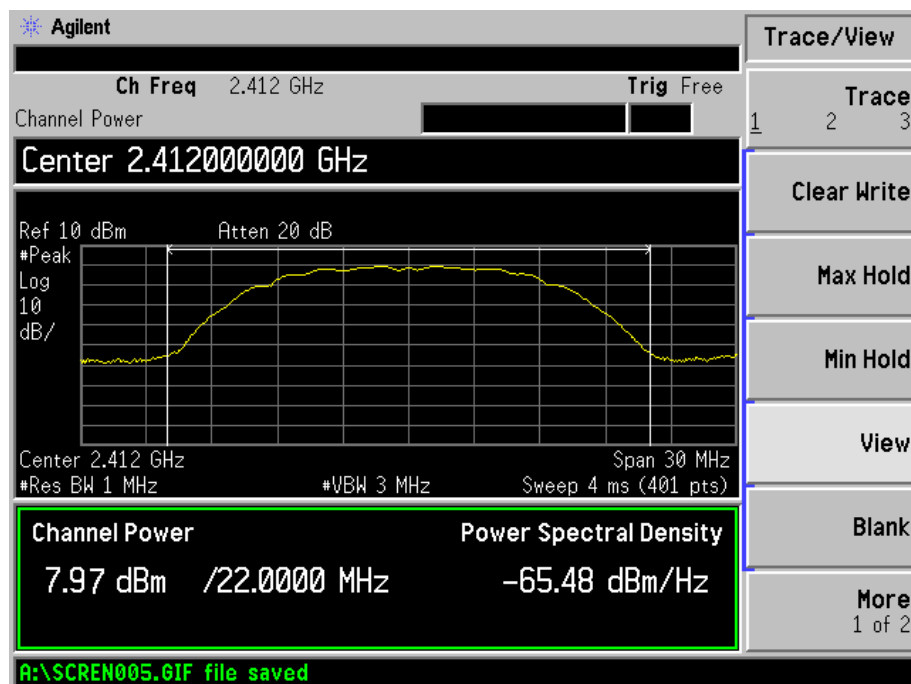 Agilent
Trace/View
Ch Freq 2.412 GHz Trig Free
Channel Power
Trace
1 2 3
Center 2.412000000 GHz
Clear Write
Ref 10 dBm Atten 20 dB
#Peak
Log
10
dB/
Max Hold
Min Hold
Center 2.412 GHz Span 30 MHz
#Res BW 1 MHz #VBW 3 MHz Sweep 4 ms (401 pts)
View
Channel Power Power Spectral Density
7.97 dBm /22.0000 MHz -65.48 dBm/Hz
Blank
More
1 of 2
A:\SCREN005.GIF file saved